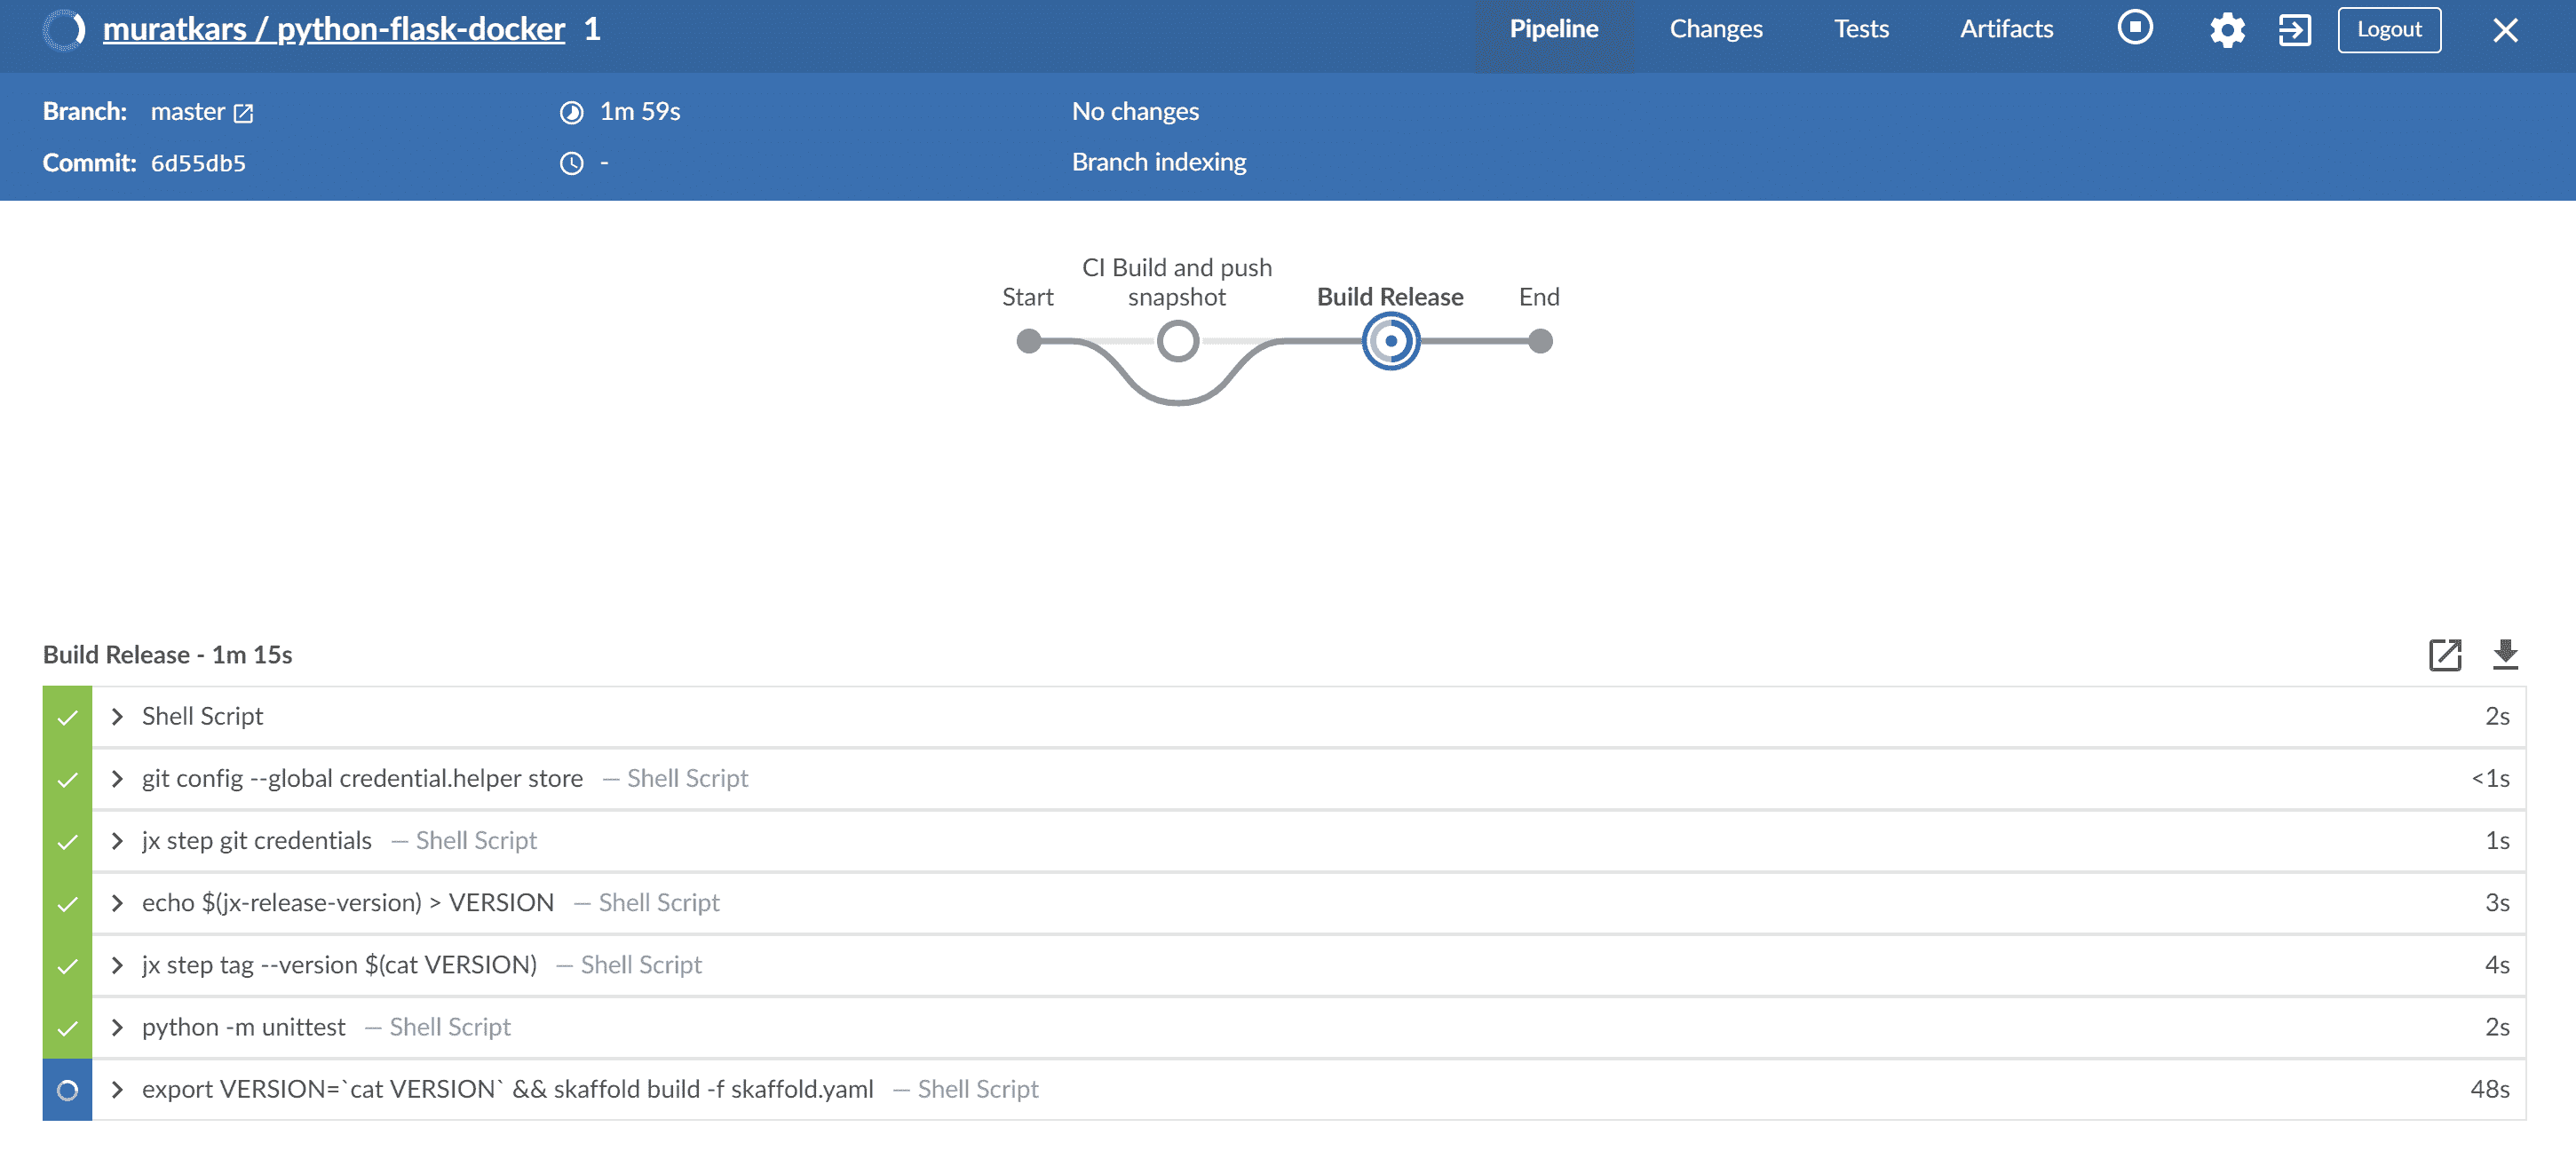 muratkars / python-flask-docker 1
Pipeline Changes Tests Artifacts Logout
Branch: master 1m 59s No changes
Commit: 6d55db5 - Branch indexing
CI Build and push
Start snapshot Build Release End
Build Release - 1m 15s
Shell Script 2s
git config --global credential.helper store — Shell Script <1s
jx step git credentials — Shell Script 1s
echo $(jx-release-version) > VERSION — Shell Script 3s
jx step tag --version $(cat VERSION) — Shell Script 4s
python -m unittest — Shell Script 2s
export VERSION=`cat VERSION` && skaffold build -f skaffold.yaml — Shell Script 48s